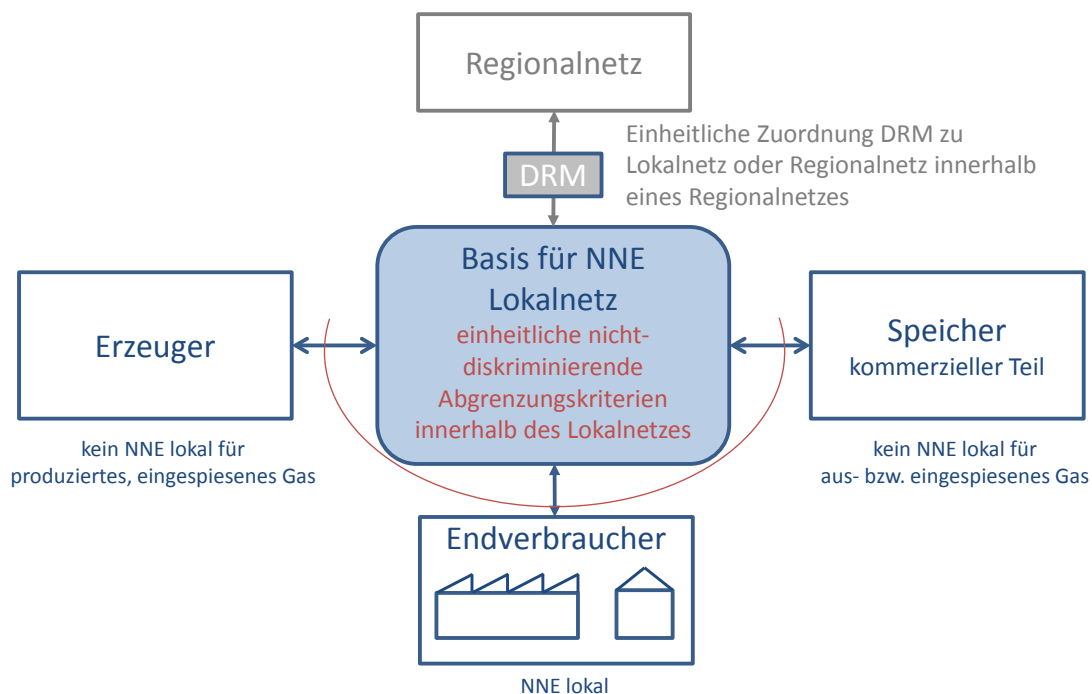 Regionalnetz
Einheitliche Zuordnung DRM zu
Lokalnetz oder Regionalnetz innerhalb
eines Regionalnetzes
DRM
Basis für NNE
Lokalnetz
einheitliche nicht-
diskriminierende
Abgrenzungskriterien
innerhalb des Lokalnetzes
Erzeuger
kein NNE lokal für
produziertes, eingespiesenes Gas
Speicher
kommerzieller Teil
kein NNE lokal für
aus- bzw. eingespiesenes Gas
Endverbraucher
NNE lokal